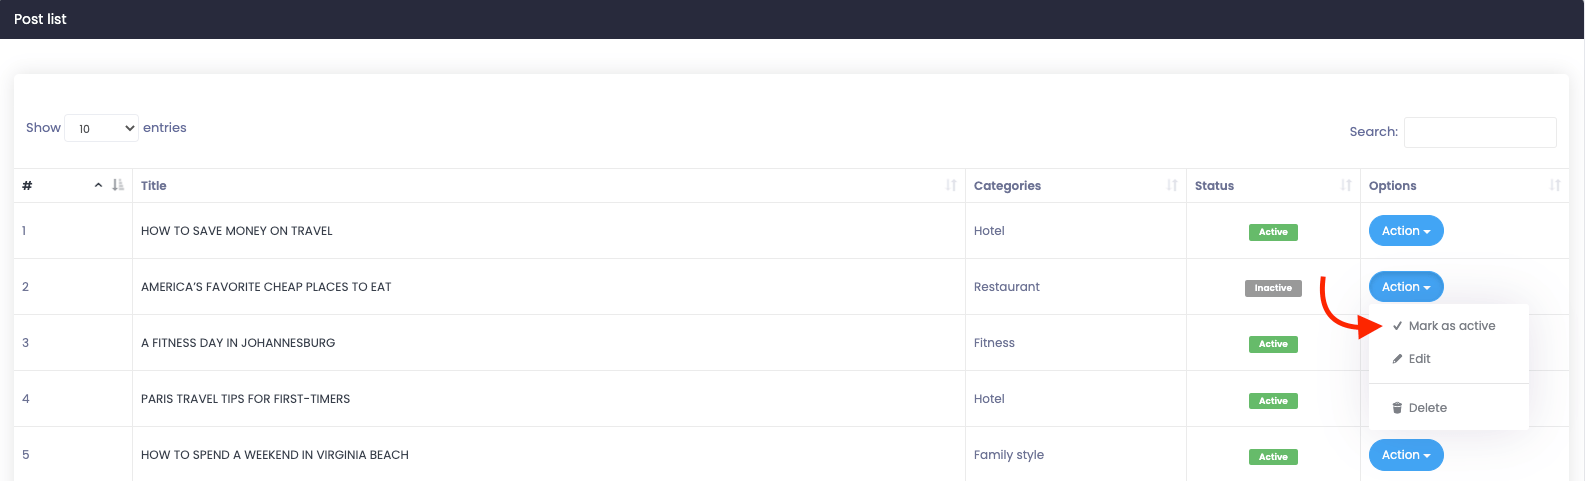 Post list
Show 10 entries
Search:
# Title Categories Status Options
1 HOW TO SAVE MONEY ON TRAVEL Hotel Active Action
2 AMERICA’S FAVORITE CHEAP PLACES TO EAT Restaurant Inactive Action
Mark as active
3 A FITNESS DAY IN JOHANNESBURG Fitness Active
Edit
4 PARIS TRAVEL TIPS FOR FIRST-TIMERS Hotel Active
Delete
5 HOW TO SPEND A WEEKEND IN VIRGINIA BEACH Family style Active Action